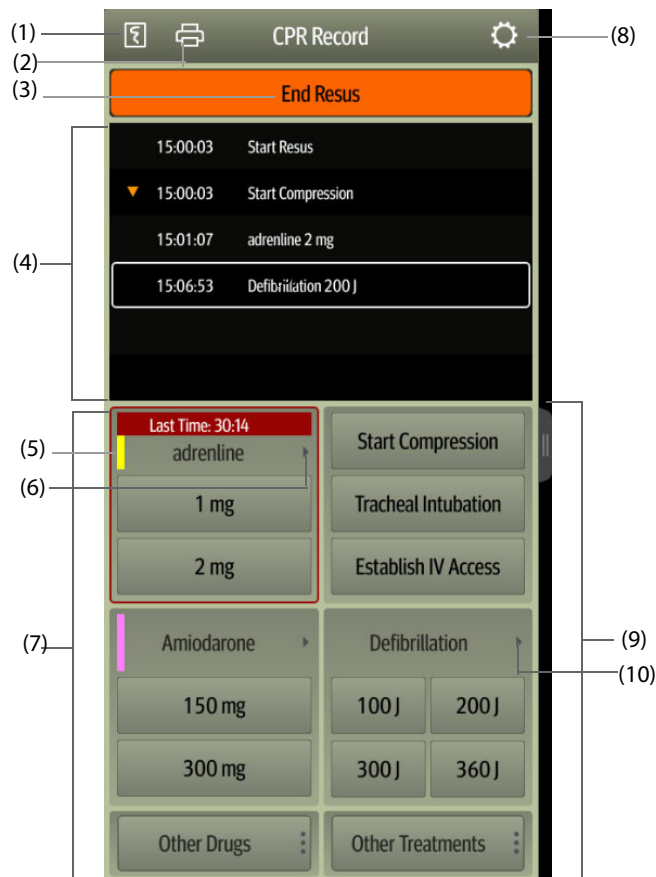 (1)
CPR Record
(8)
(2)
(3)
End Resus
15:00:03 Start Resus
15:00:03 Start Compression
15:01:07 adrenline 2 mg
(4)
15:06:53 Defibrillation 200 J
Last Time: 30:14
(5)
adrenline
Start Compression
(6)
1 mg
Tracheal Intubation
2 mg
Establish IV Access
(7)
Amiodarone
Defibrillation
(9)
(10)
150 mg
100 J
200 J
300 mg
300 J
360 J
Other Drugs
Other Treatments